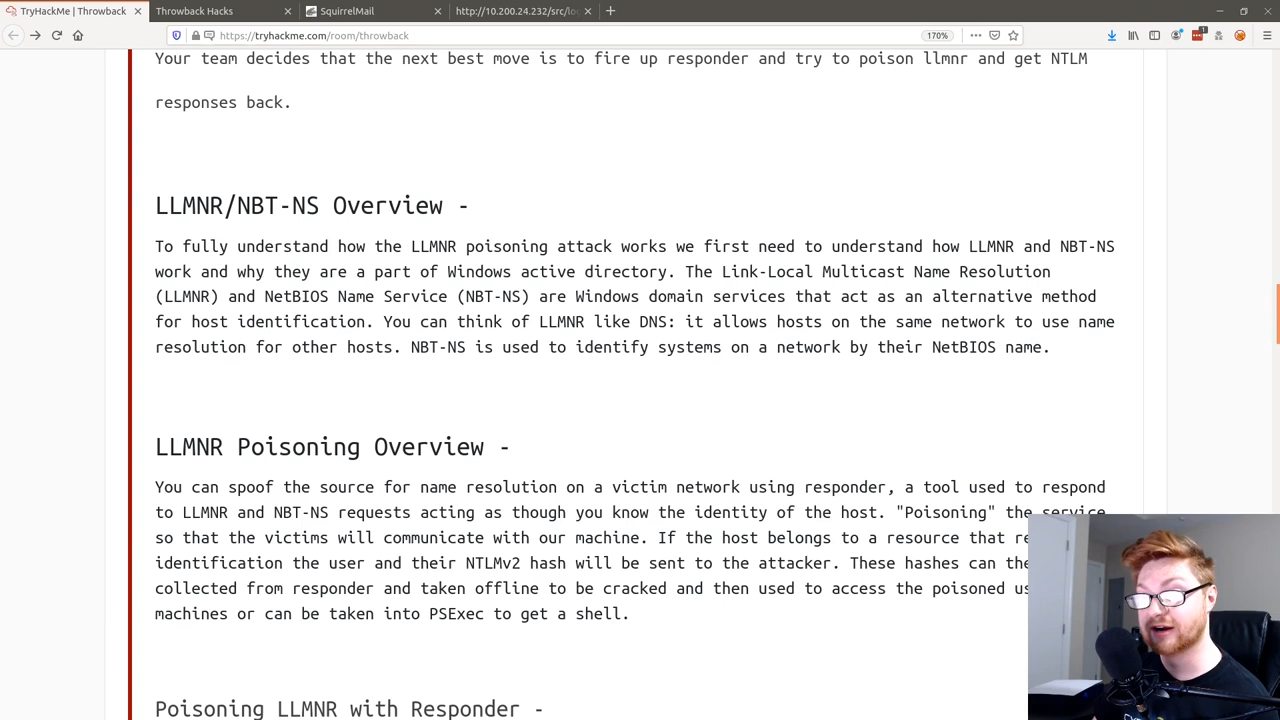 TryHackMe | Throwback
Throwback Hacks
SquirrelMail
http://10.200.24.232/src/lo
https://tryhackme.com/room/throwback
170%
Your team decides that the next best move is to fire up responder and try to poison llmnr and get NTLM
responses back.
LLMNR/NBT-NS Overview -
To fully understand how the LLMNR poisoning attack works we first need to understand how LLMNR and NBT-NS
work and why they are a part of Windows active directory. The Link-Local Multicast Name Resolution
(LLMNR) and NetBIOS Name Service (NBT-NS) are Windows domain services that act as an alternative method
for host identification. You can think of LLMNR like DNS: it allows hosts on the same network to use name
resolution for other hosts. NBT-NS is used to identify systems on a network by their NetBIOS name.
LLMNR Poisoning Overview -
You can spoof the source for name resolution on a victim network using responder, a tool used to respond
to LLMNR and NBT-NS requests acting as though you know the identity of the host. "Poisoning" the service
so that the victims will communicate with our machine. If the host belongs to a resource that
identification the user and their NTLMv2 hash will be sent to the attacker. These hashes can
collected from responder and taken offline to be cracked and then used to access the poisoned
machines or can be taken into PSExec to get a shell.
Poisoning LLMNR with Responder -